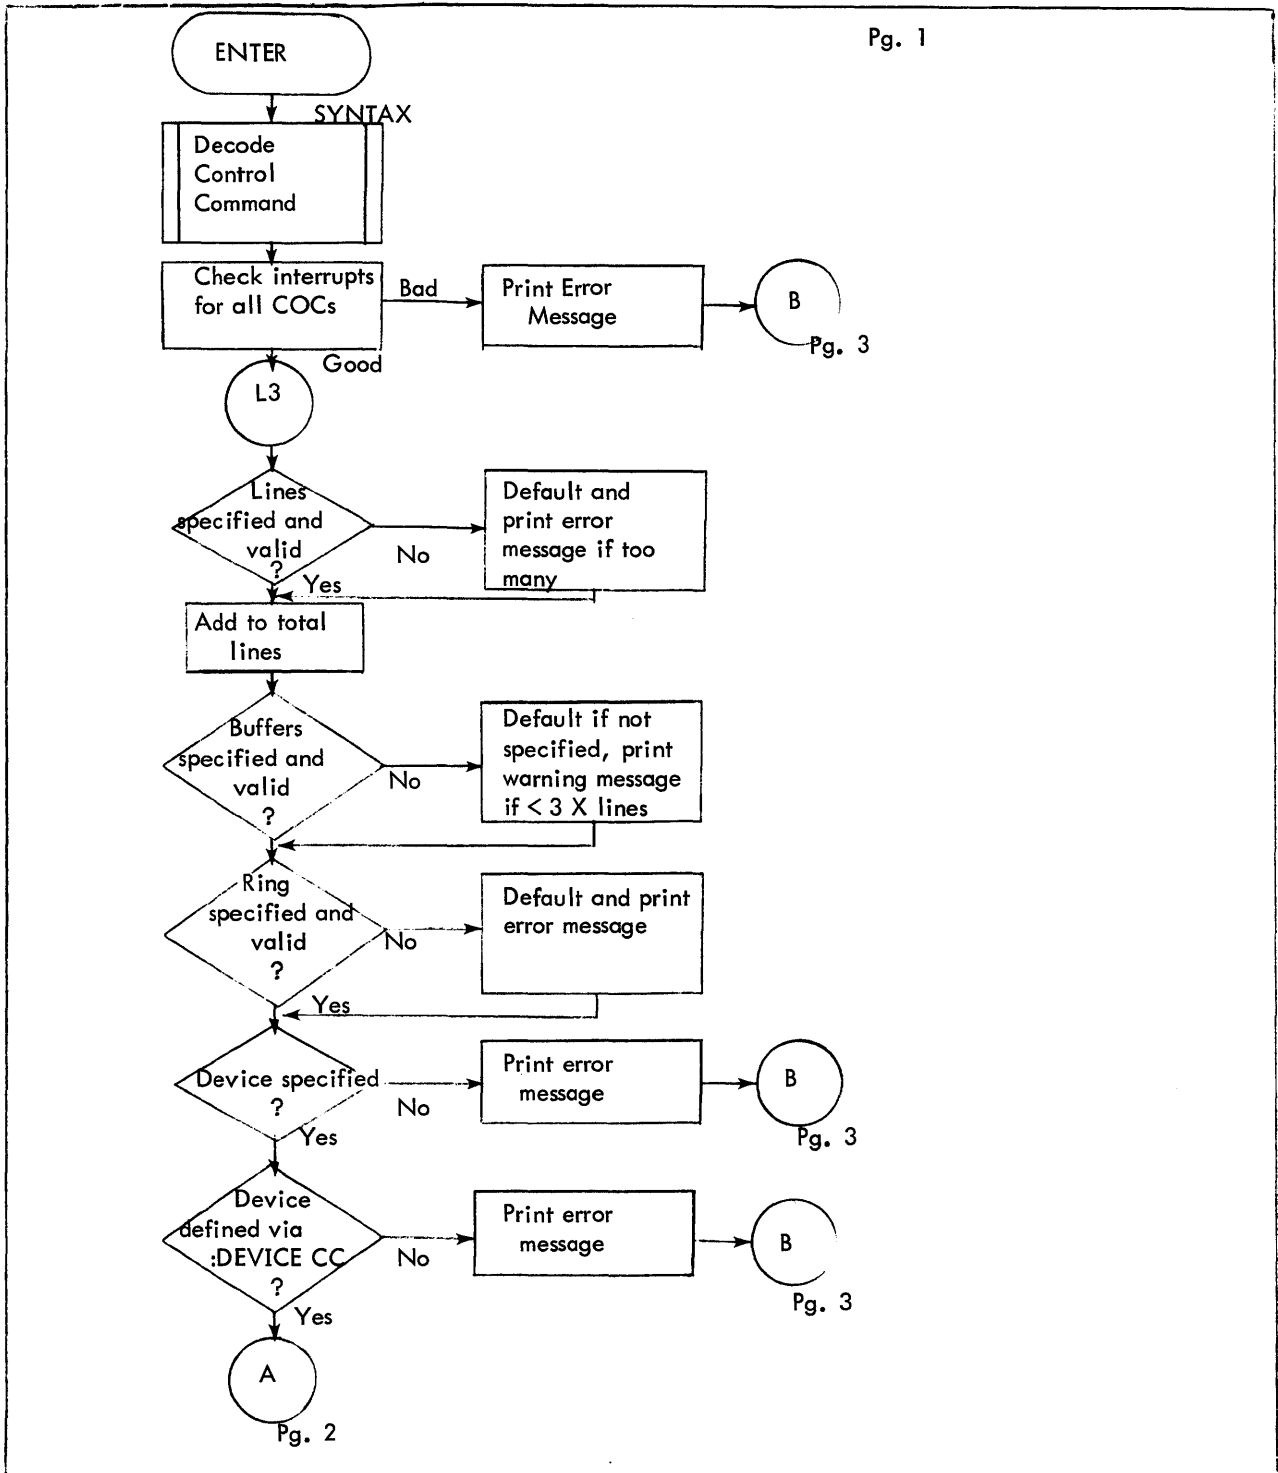 Pg. 1
ENTER
SYNTAX
Decode
Control
Command
Check interrupts
for all COCs
Bad
Print Error
Message
B
Pg. 3
Good
L3
Lines
specified and
valid
?
No
Default and
print error
message if too
many
Yes
Add to total
lines
Buffers
specified and
valid
?
No
Default if not
specified, print
warning message
if < 3 X lines
Ring
specified and
valid
?
No
Default and print
error message
Yes
Device specified
?
No
Print error
message
B
Pg. 3
Yes
Device
defined via
:DEVICE CC
?
No
Print error
message
B
Pg. 3
Yes
A
Pg. 2